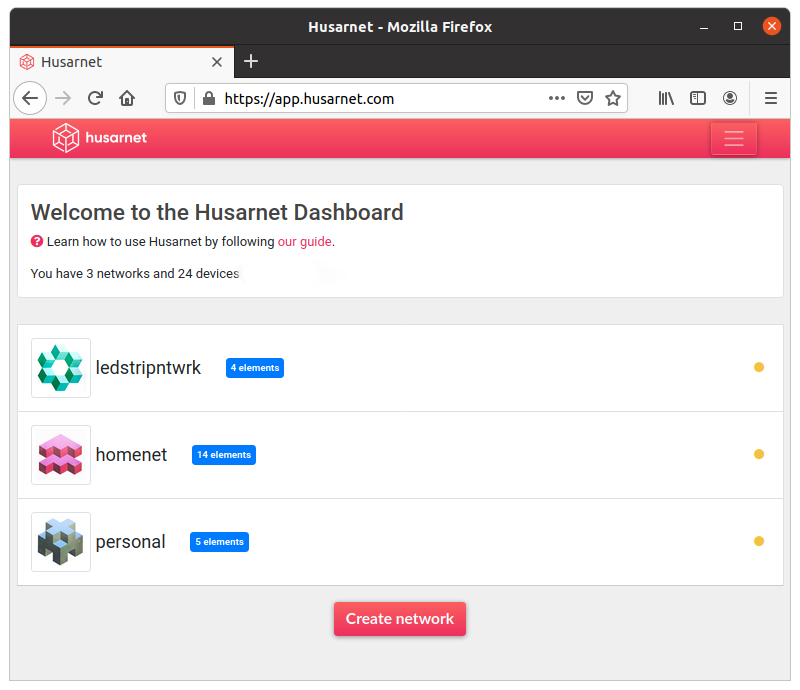 Husarnet - Mozilla Firefox
Husarnet
https://app.husarnet.com
husarnet
Welcome to the Husarnet Dashboard
? Learn how to use Husarnet by following our guide.
You have 3 networks and 24 devices
ledstripntwrk 4 elements
homenet 14 elements
personal 5 elements
Create network